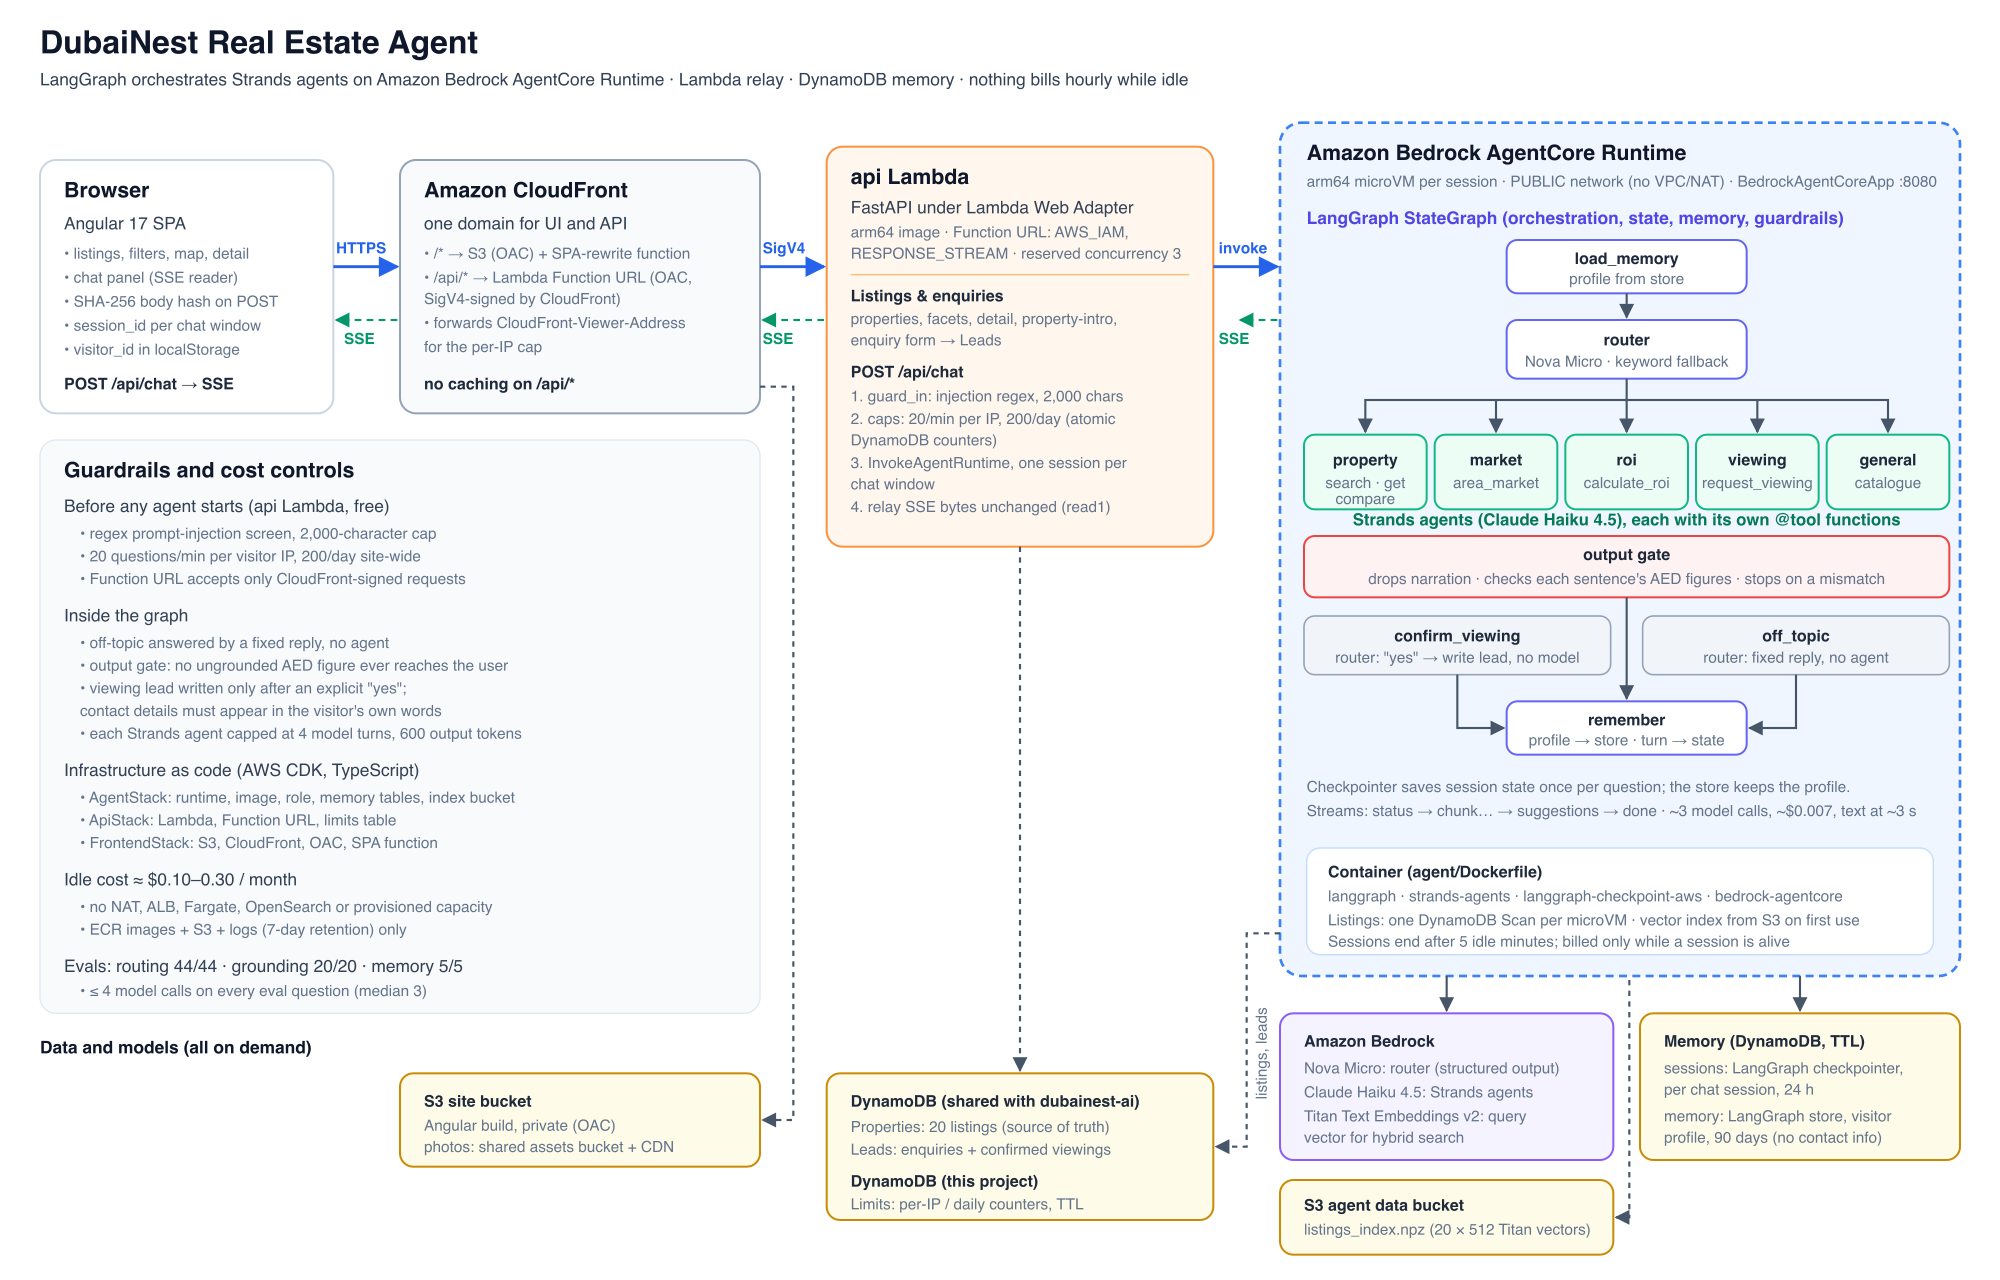 DubaiNest Real Estate Agent
LangGraph orchestrates Strands agents on Amazon Bedrock AgentCore Runtime · Lambda relay · DynamoDB memory · nothing bills hourly while idle
Browser
Angular 17 SPA
• listings, filters, map, detail
• chat panel (SSE reader)
• SHA-256 body hash on POST
• session_id per chat window
• visitor_id in localStorage
POST /api/chat → SSE
HTTPS
SSE
Amazon CloudFront
one domain for UI and API
• /* → S3 (OAC) + SPA-rewrite function
• /api/* → Lambda Function URL (OAC,
SigV4-signed by CloudFront)
• forwards CloudFront-Viewer-Address
for the per-IP cap
no caching on /api/*
SigV4
SSE
api Lambda
FastAPI under Lambda Web Adapter
arm64 image · Function URL: AWS_IAM,
RESPONSE_STREAM · reserved concurrency 3
Listings & enquiries
properties, facets, detail, property-intro,
enquiry form → Leads
POST /api/chat
1. guard_in: injection regex, 2,000 chars
2. caps: 20/min per IP, 200/day (atomic
DynamoDB counters)
3. InvokeAgentRuntime, one session per
chat window
4. relay SSE bytes unchanged (read1)
invoke
SSE
Amazon Bedrock AgentCore Runtime
arm64 microVM per session · PUBLIC network (no VPC/NAT) · BedrockAgentCoreApp :8080
LangGraph StateGraph (orchestration, state, memory, guardrails)
load_memory
profile from store
router
Nova Micro · keyword fallback
property
search · get
compare
market
area_market
roi
calculate_roi
viewing
request_viewing
general
catalogue
Strands agents (Claude Haiku 4.5), each with its own @tool functions
output gate
drops narration · checks each sentence's AED figures · stops on a mismatch
confirm_viewing
router: "yes" → write lead, no model
off_topic
router: fixed reply, no agent
remember
profile → store · turn → state
Checkpointer saves session state once per question; the store keeps the profile.
Streams: status → chunk… → suggestions → done · ~3 model calls, ~$0.007, text at ~3 s
Container (agent/Dockerfile)
langgraph · strands-agents · langgraph-checkpoint-aws · bedrock-agentcore
Listings: one DynamoDB Scan per microVM · vector index from S3 on first use
Sessions end after 5 idle minutes; billed only while a session is alive
Guardrails and cost controls
Before any agent starts (api Lambda, free)
• regex prompt-injection screen, 2,000-character cap
• 20 questions/min per visitor IP, 200/day site-wide
• Function URL accepts only CloudFront-signed requests
Inside the graph
• off-topic answered by a fixed reply, no agent
• output gate: no ungrounded AED figure ever reaches the user
• viewing lead written only after an explicit "yes";
contact details must appear in the visitor's own words
• each Strands agent capped at 4 model turns, 600 output tokens
Infrastructure as code (AWS CDK, TypeScript)
• AgentStack: runtime, image, role, memory tables, index bucket
• ApiStack: Lambda, Function URL, limits table
• FrontendStack: S3, CloudFront, OAC, SPA function
Idle cost ≈ $0.10–0.30 / month
• no NAT, ALB, Fargate, OpenSearch or provisioned capacity
• ECR images + S3 + logs (7-day retention) only
Evals: routing 44/44 · grounding 20/20 · memory 5/5
• ≤ 4 model calls on every eval question (median 3)
Data and models (all on demand)
S3 site bucket
Angular build, private (OAC)
photos: shared assets bucket + CDN
DynamoDB (shared with dubainest-ai)
Properties: 20 listings (source of truth)
Leads: enquiries + confirmed viewings
DynamoDB (this project)
Limits: per-IP / daily counters, TTL
listings, leads
Amazon Bedrock
Nova Micro: router (structured output)
Claude Haiku 4.5: Strands agents
Titan Text Embeddings v2: query
vector for hybrid search
Memory (DynamoDB, TTL)
sessions: LangGraph checkpointer,
per chat session, 24 h
memory: LangGraph store, visitor
profile, 90 days (no contact info)
S3 agent data bucket
listings_index.npz (20 × 512 Titan vectors)